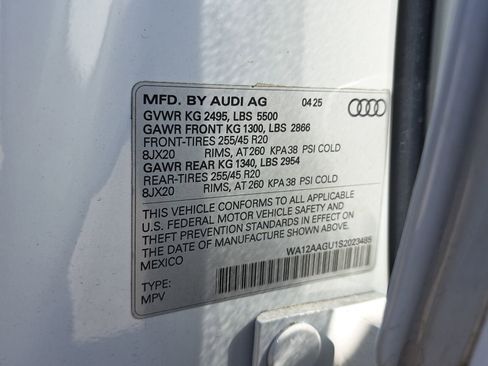 MFD. BY AUDI AG 04 25
GVWR KG 2495, LBS 5500
GAWR FRONT KG 1300, LBS 2866
FRONT-TIRES 255/45 R20
8JX20 RIMS, AT 260 KPA 38 PSI COLD
GAWR REAR KG 1340, LBS 2954
REAR-TIRES 255/45 R20
8JX20 RIMS, AT 260 KPA 38 PSI COLD
THIS VEHICLE CONFORMS TO ALL APPLICABLE
U.S. FEDERAL MOTOR VEHICLE SAFETY AND
THEFT PREVENTION STANDARDS IN EFFECT ON
THE DATE OF MANUFACTURE SHOWN ABOVE.
MEXICO WA12AAGU1S2023485
TYPE:
MPV